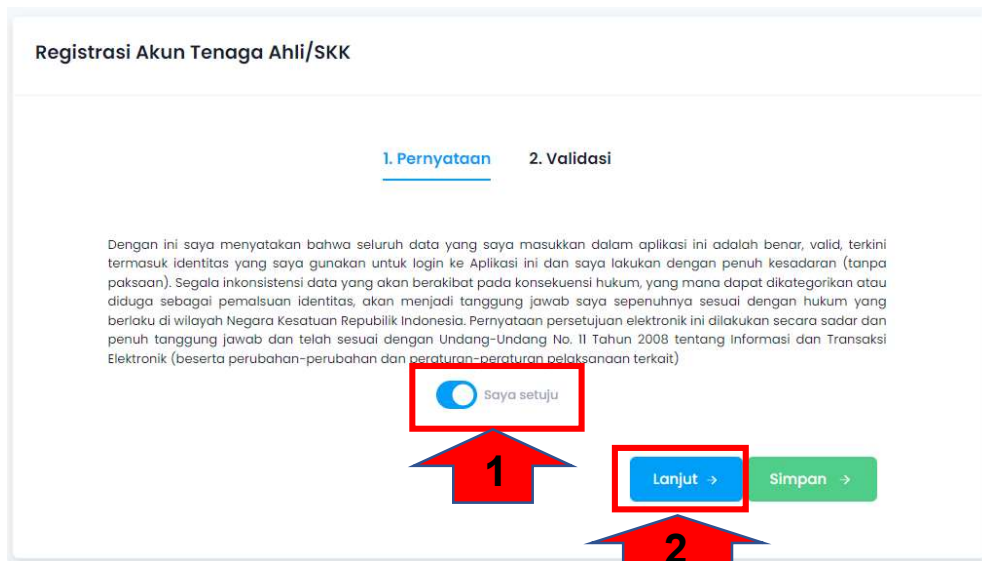 Registrasi Akun Tenaga Ahli/SKK
1. Pernyataan 2. Validasi
Dengan ini saya menyatakan bahwa seluruh data yang saya masukkan dalam aplikasi ini adalah benar, valid, terkini
termasuk identitas yang saya gunakan untuk login ke Aplikasi ini dan saya lakukan dengan penuh kesadaran (tanpa
paksaan). Segala inkonsistensi data yang akan berakibat pada konsekuensi hukum, yang mana dapat dikategorikan atau
diduga sebagai pemalsuan identitas, akan menjadi tanggung jawab saya sepenuhnya sesuai dengan hukum yang
berlaku di wilayah Negara Kesatuan Republik Indonesia. Pernyataan persetujuan elektronik ini dilakukan secara sadar dan
penuh tanggung jawab dan telah sesuai dengan Undang-Undang No. 11 Tahun 2008 tentang Informasi dan Transaksi
Elektronik (beserta perubahan-perubahan dan peraturan-peraturan pelaksanaan terkait)
Saya setuju
1
Lanjut → Simpan →
2